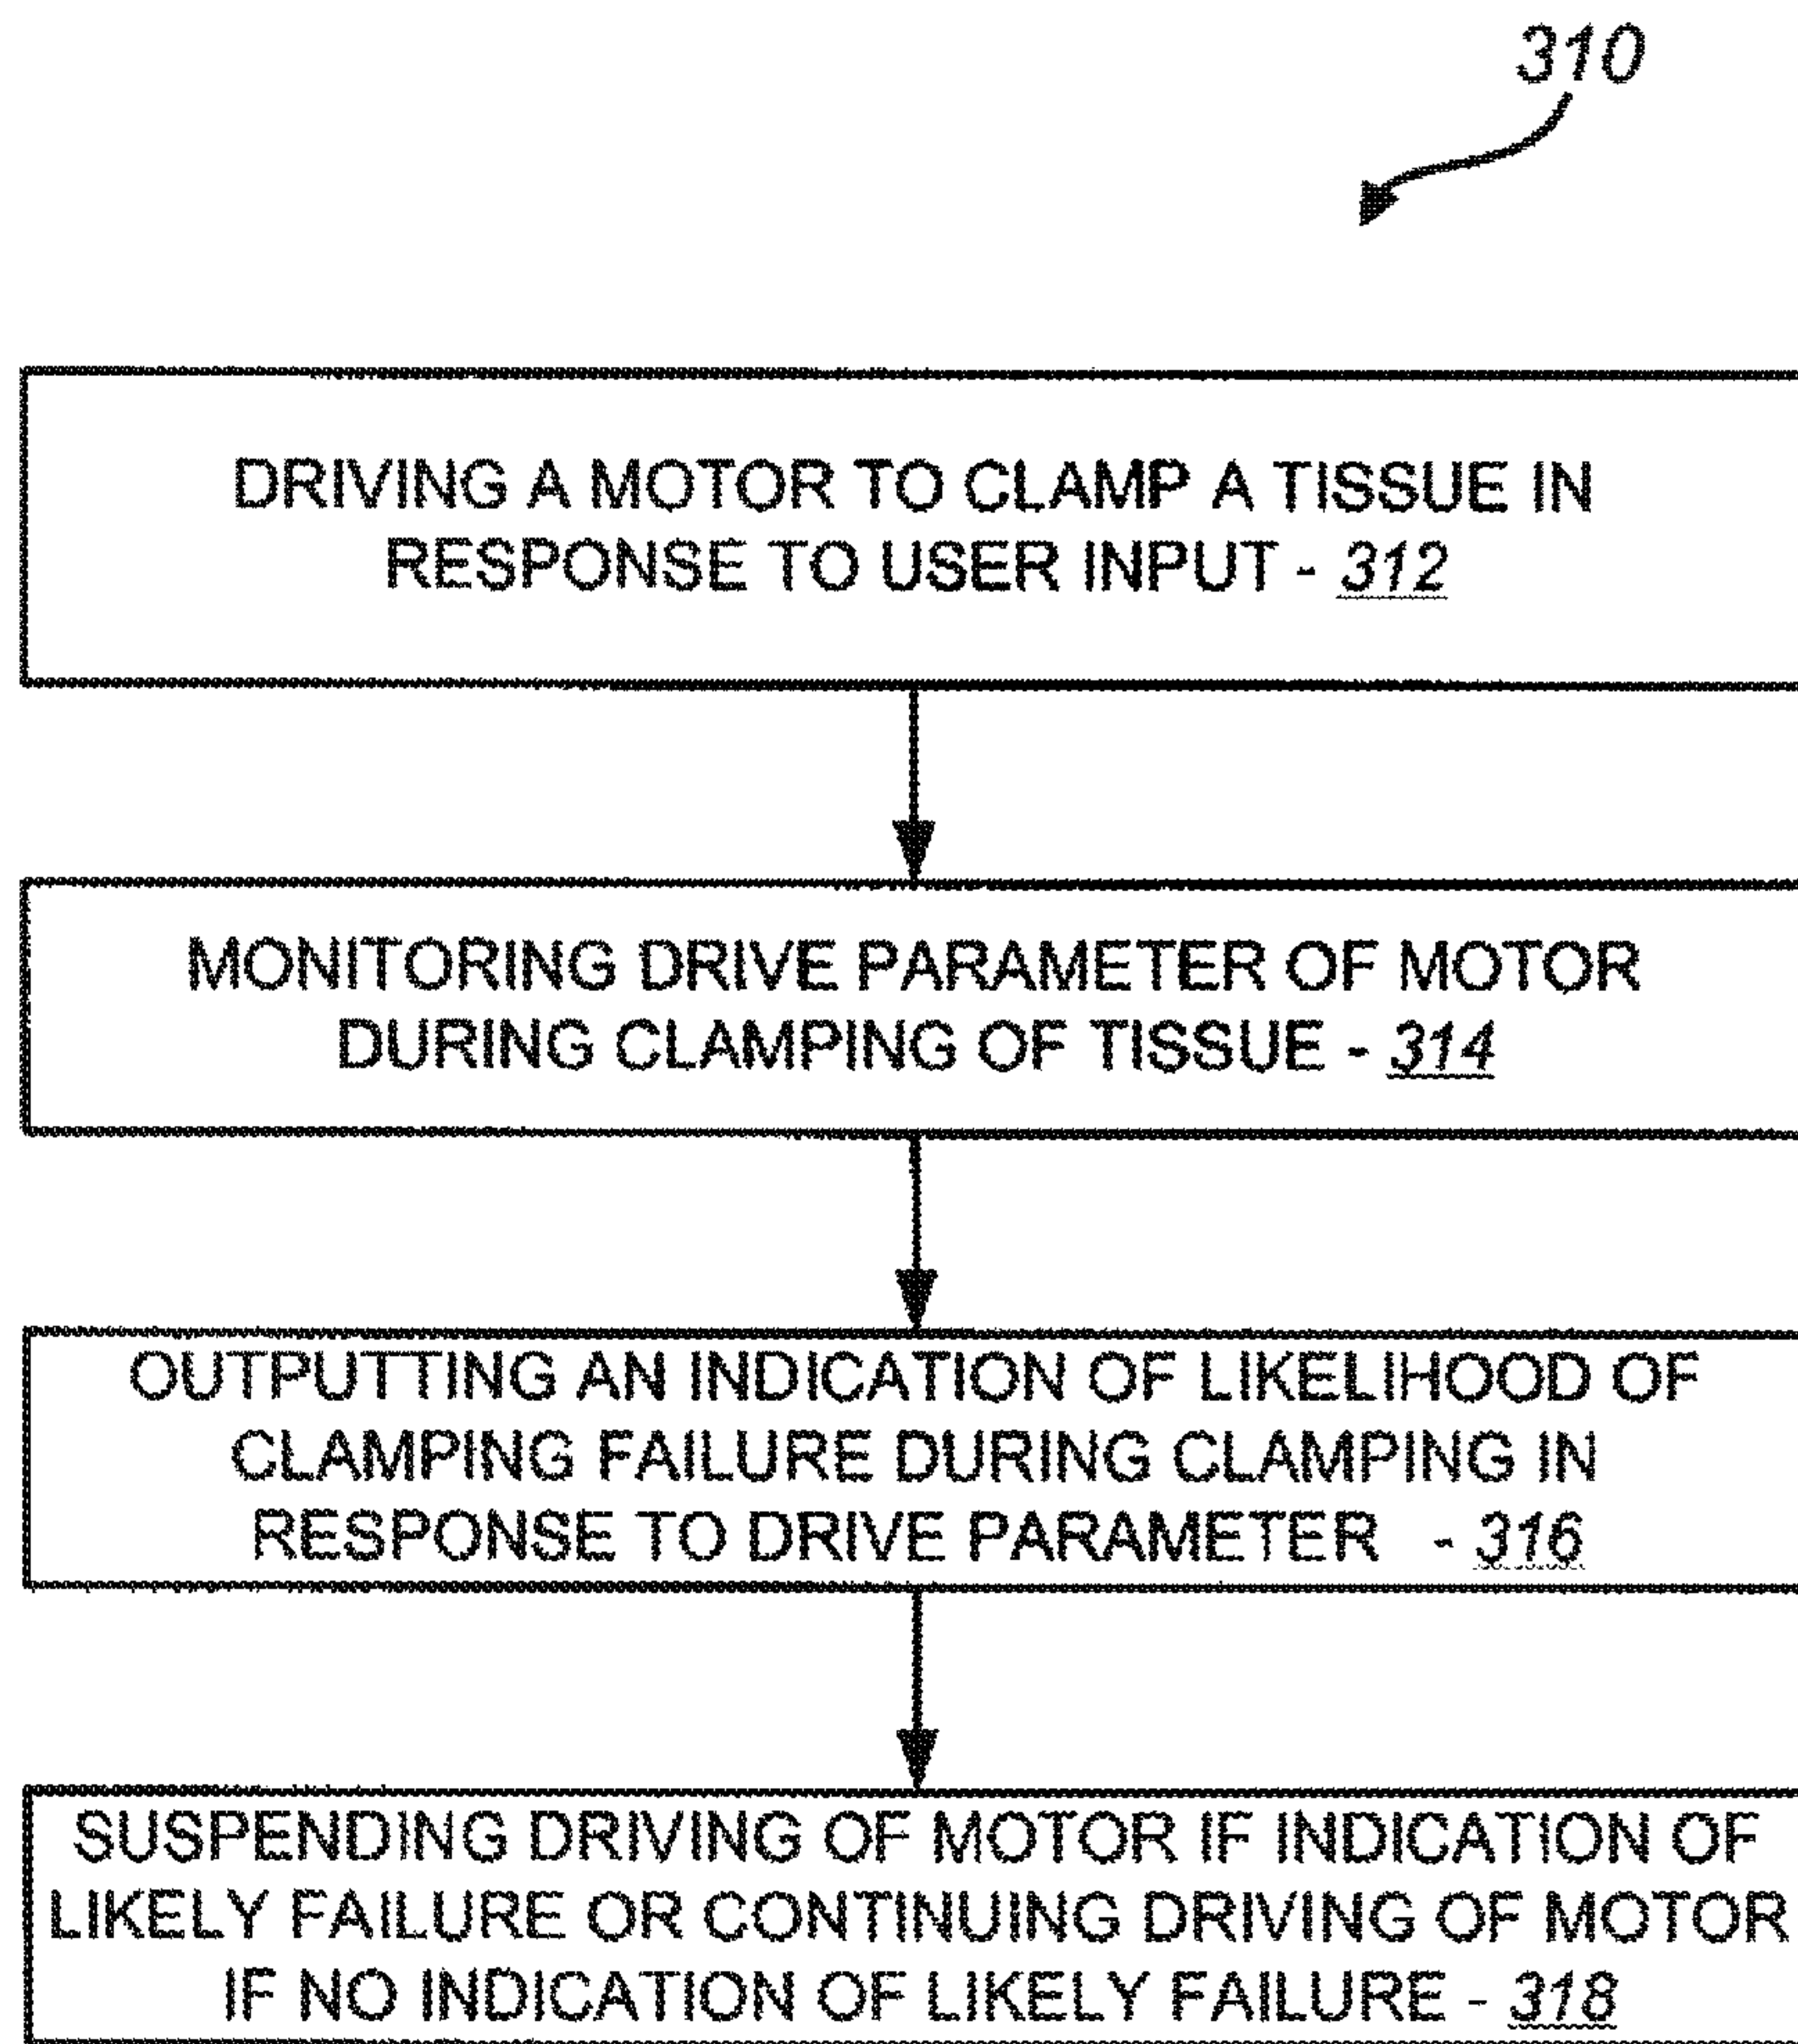 310
DRIVING A MOTOR TO CLAMP A TISSUE IN
RESPONSE TO USER INPUT - 312
MONITORING DRIVE PARAMETER OF MOTOR
DURING CLAMPING OF TISSUE - 314
OUTPUTTING AN INDICATION OF LIKELIHOOD OF
CLAMPING FAILURE DURING CLAMPING IN
RESPONSE TO DRIVE PARAMETER - 316
SUSPENDING DRIVING OF MOTOR IF INDICATION OF
LIKELY FAILURE OR CONTINUING DRIVING OF MOTOR
IF NO INDICATION OF LIKELY FAILURE - 318